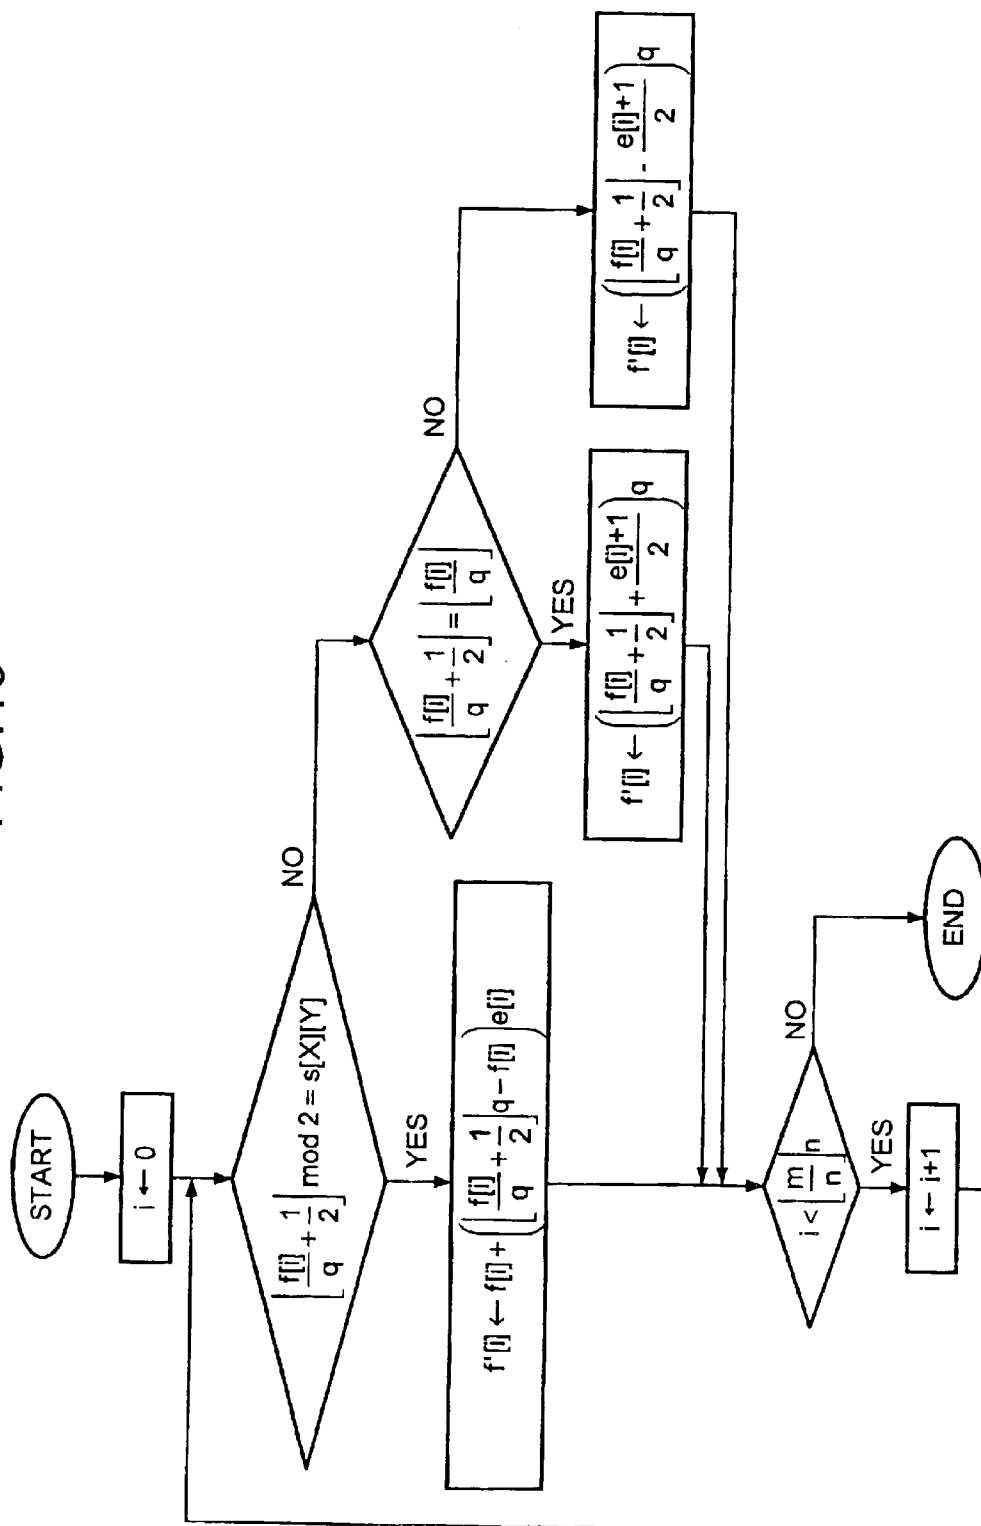 START
i ← 0
⌊f[i]/q + 1/2⌋ mod 2 = s[X][Y]
NO
YES
⌊f[i]/q + 1/2⌋ = ⌊f[i]/q⌋
NO
YES
f'[i] ← f[i] + (⌊f[i]/q + 1/2⌋ q − f[i]) e[i]
f'[i] ← (⌊f[i]/q + 1/2⌋ + e[i]+1/2) q
f'[i] ← (⌊f[i]/q + 1/2⌋ - e[i]+1/2) q
i < ⌊m/n⌋ n
NO
YES
i ← i+1
END